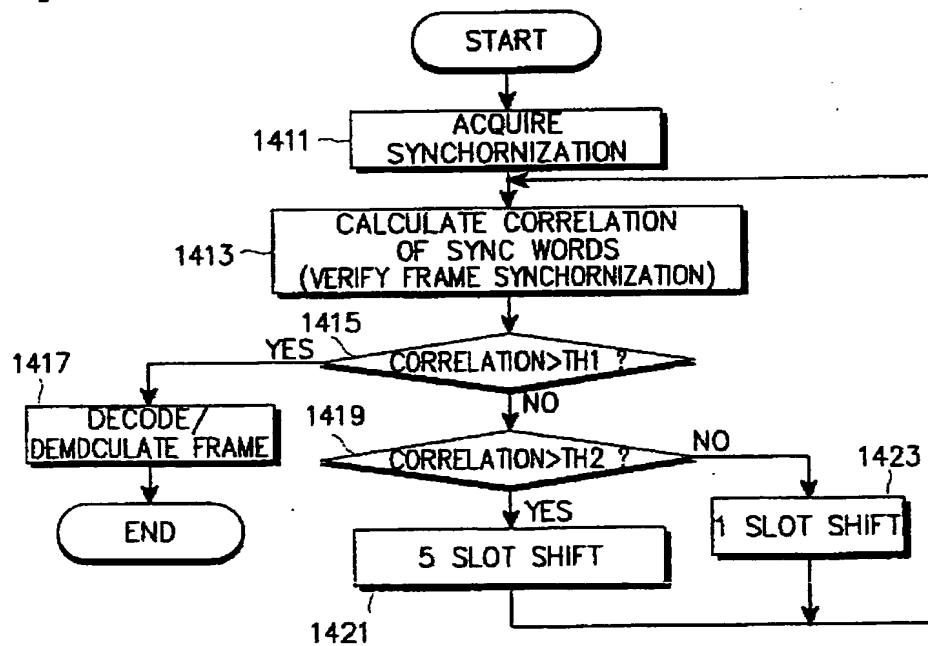 START
1411
ACQUIRE
SYNCHORNIZATION
1413
CALCULATE CORRELATION
OF SYNC WORDS
(VERIFY FRAME SYNCHORNIZATION)
1415
YES
CORRELATION>TH1 ?
1417
DECODE/
DEMDCULATE FRAME
END
NO
1419
CORRELATION>TH2 ?
NO
1423
1 SLOT SHIFT
YES
5 SLOT SHIFT
1421